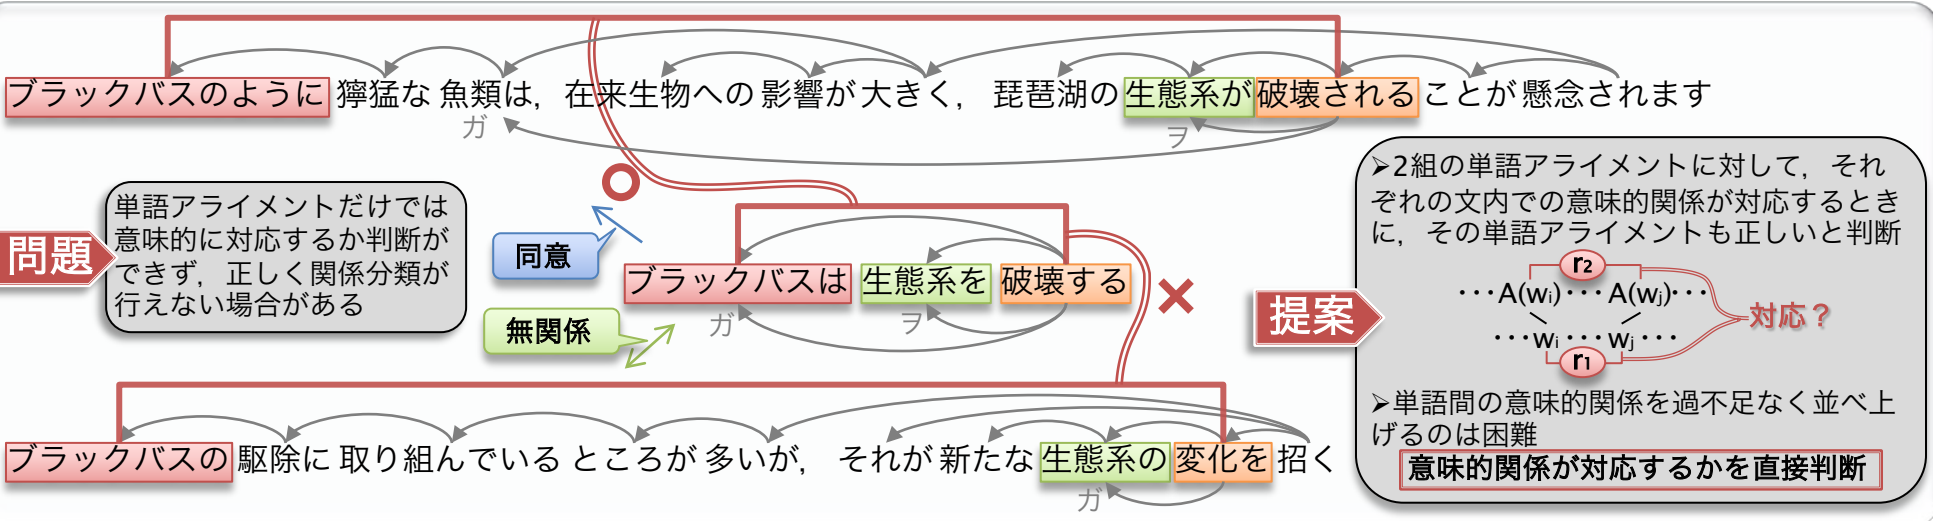 ブラックバスのように 獰猛な 魚類は， 在来生物への 影響が 大きく， 琵琶湖の 生態系が 破壊される ことが 懸念されます
ガ
ヲ
問題
単語アライメントだけでは
意味的に対応するか判断が
できず，正しく関係分類が
行えない場合がある
同意
無関係
ブラックバスは 生態系を 破壊する
ガ
ヲ
ブラックバスの 駆除に 取り組んでいる ところが 多いが， それが 新たな 生態系の 変化を 招く
ガ
提案
➢2組の単語アライメントに対して，それ
ぞれの文内での意味的関係が対応するとき
に，その単語アライメントも正しいと判断
r2
･･･A(wi)･･･A(wj)･･･
対応？
･･･wi･･･wj･･･
r1
➢単語間の意味的関係を過不足なく並べ上
げるのは困難
意味的関係が対応するかを直接判断